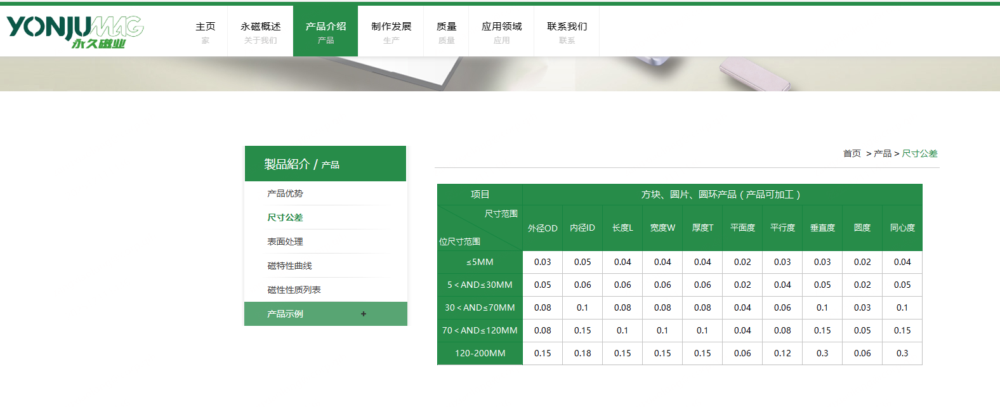 YONJUMAG
永久磁业
主页 永磁概述 产品介绍 制作发展 质量 应用领域 联系我们
家 关于我们 产品 生产 质量 应用 联系
首页 > 产品 > 尺寸公差
製品紹介 / 产品
产品优势
尺寸公差
表面处理
磁特性曲线
磁性性质列表
产品示例 +
项目 方块、圆片、圆环产品（产品可加工）
尺寸范围
位尺寸范围
外径OD 内径ID 长度L 宽度W 厚度T 平面度 平行度 垂直度 圆度 同心度
≤5MM 0.03 0.05 0.04 0.04 0.04 0.02 0.03 0.03 0.02 0.04
5＜AND≤30MM 0.05 0.06 0.06 0.06 0.06 0.02 0.04 0.05 0.02 0.05
30＜AND≤70MM 0.08 0.1 0.08 0.08 0.08 0.04 0.06 0.1 0.03 0.1
70＜AND≤120MM 0.08 0.15 0.1 0.1 0.1 0.04 0.08 0.15 0.05 0.15
120-200MM 0.15 0.18 0.15 0.15 0.15 0.06 0.12 0.3 0.06 0.3